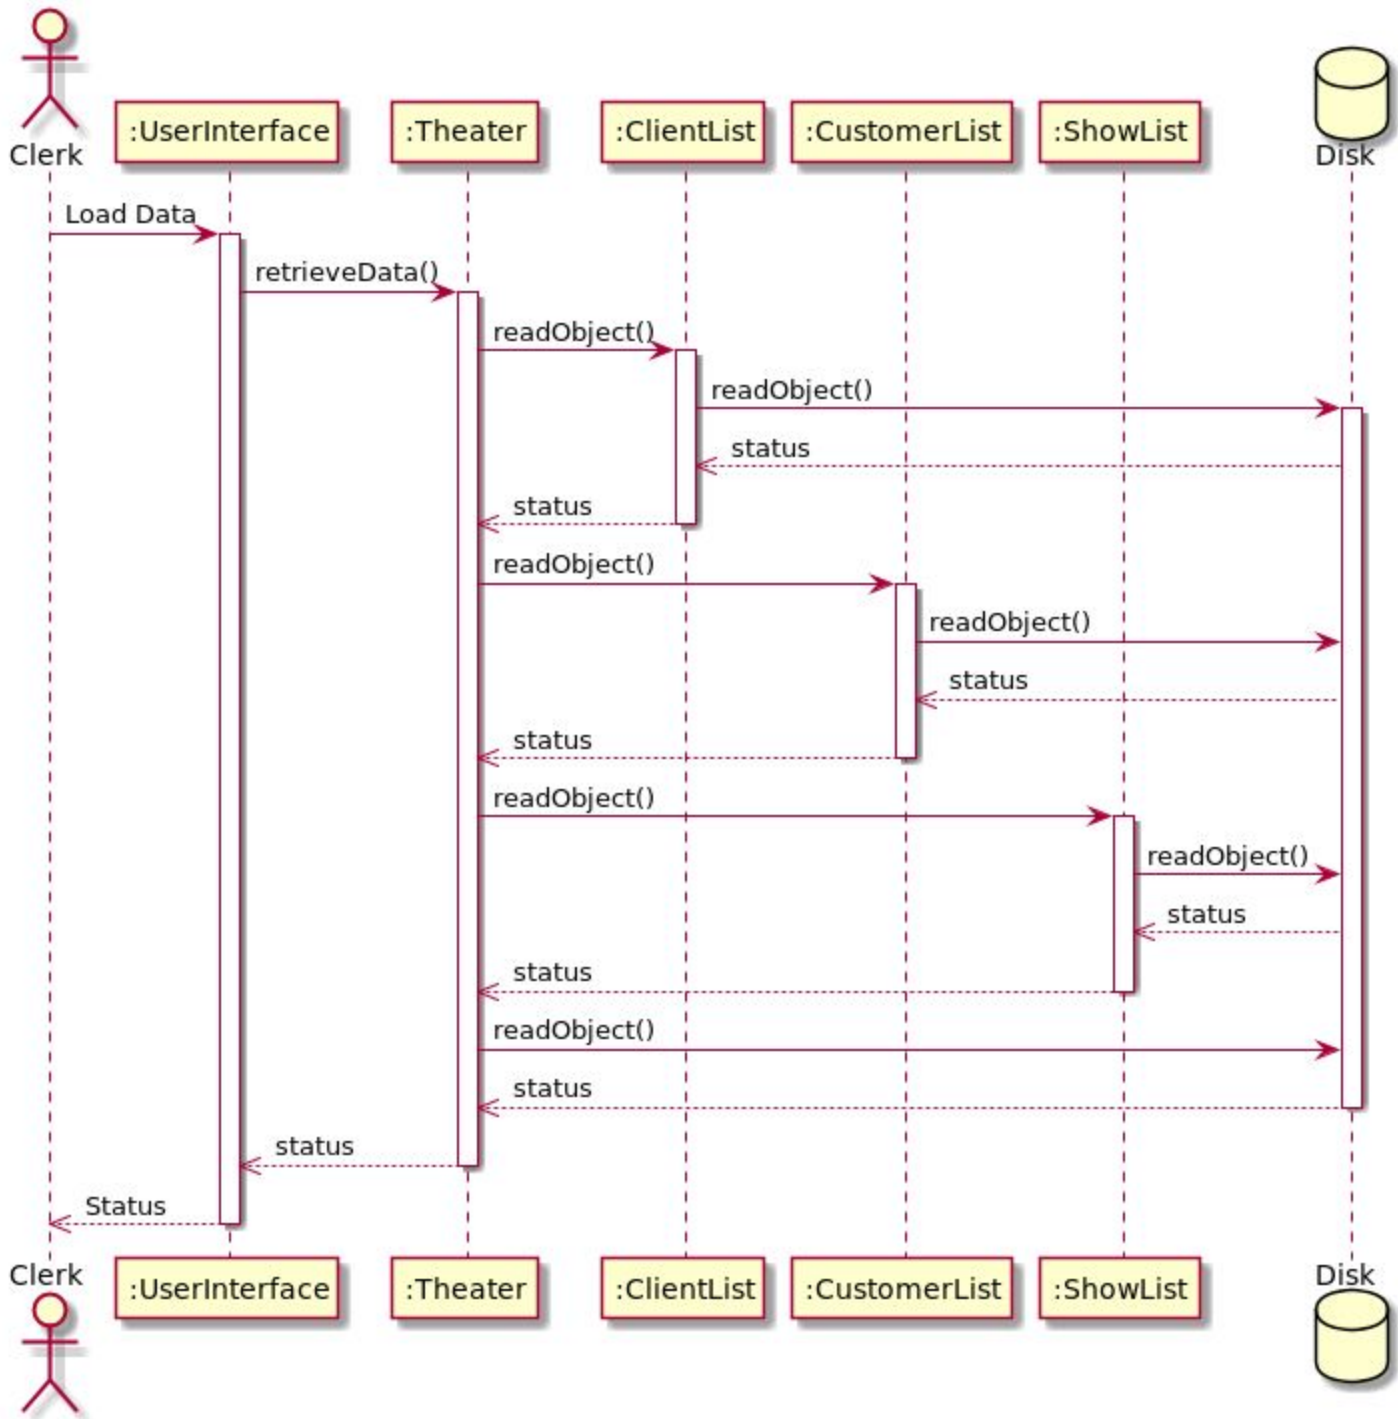 Clerk
:UserInterface
:Theater
:ClientList
:CustomerList
:ShowList
Disk
Load Data
retrieveData()
readObject()
readObject()
status
status
readObject()
readObject()
status
status
readObject()
readObject()
status
status
readObject()
status
status
Status
Clerk
:UserInterface
:Theater
:ClientList
:CustomerList
:ShowList
Disk